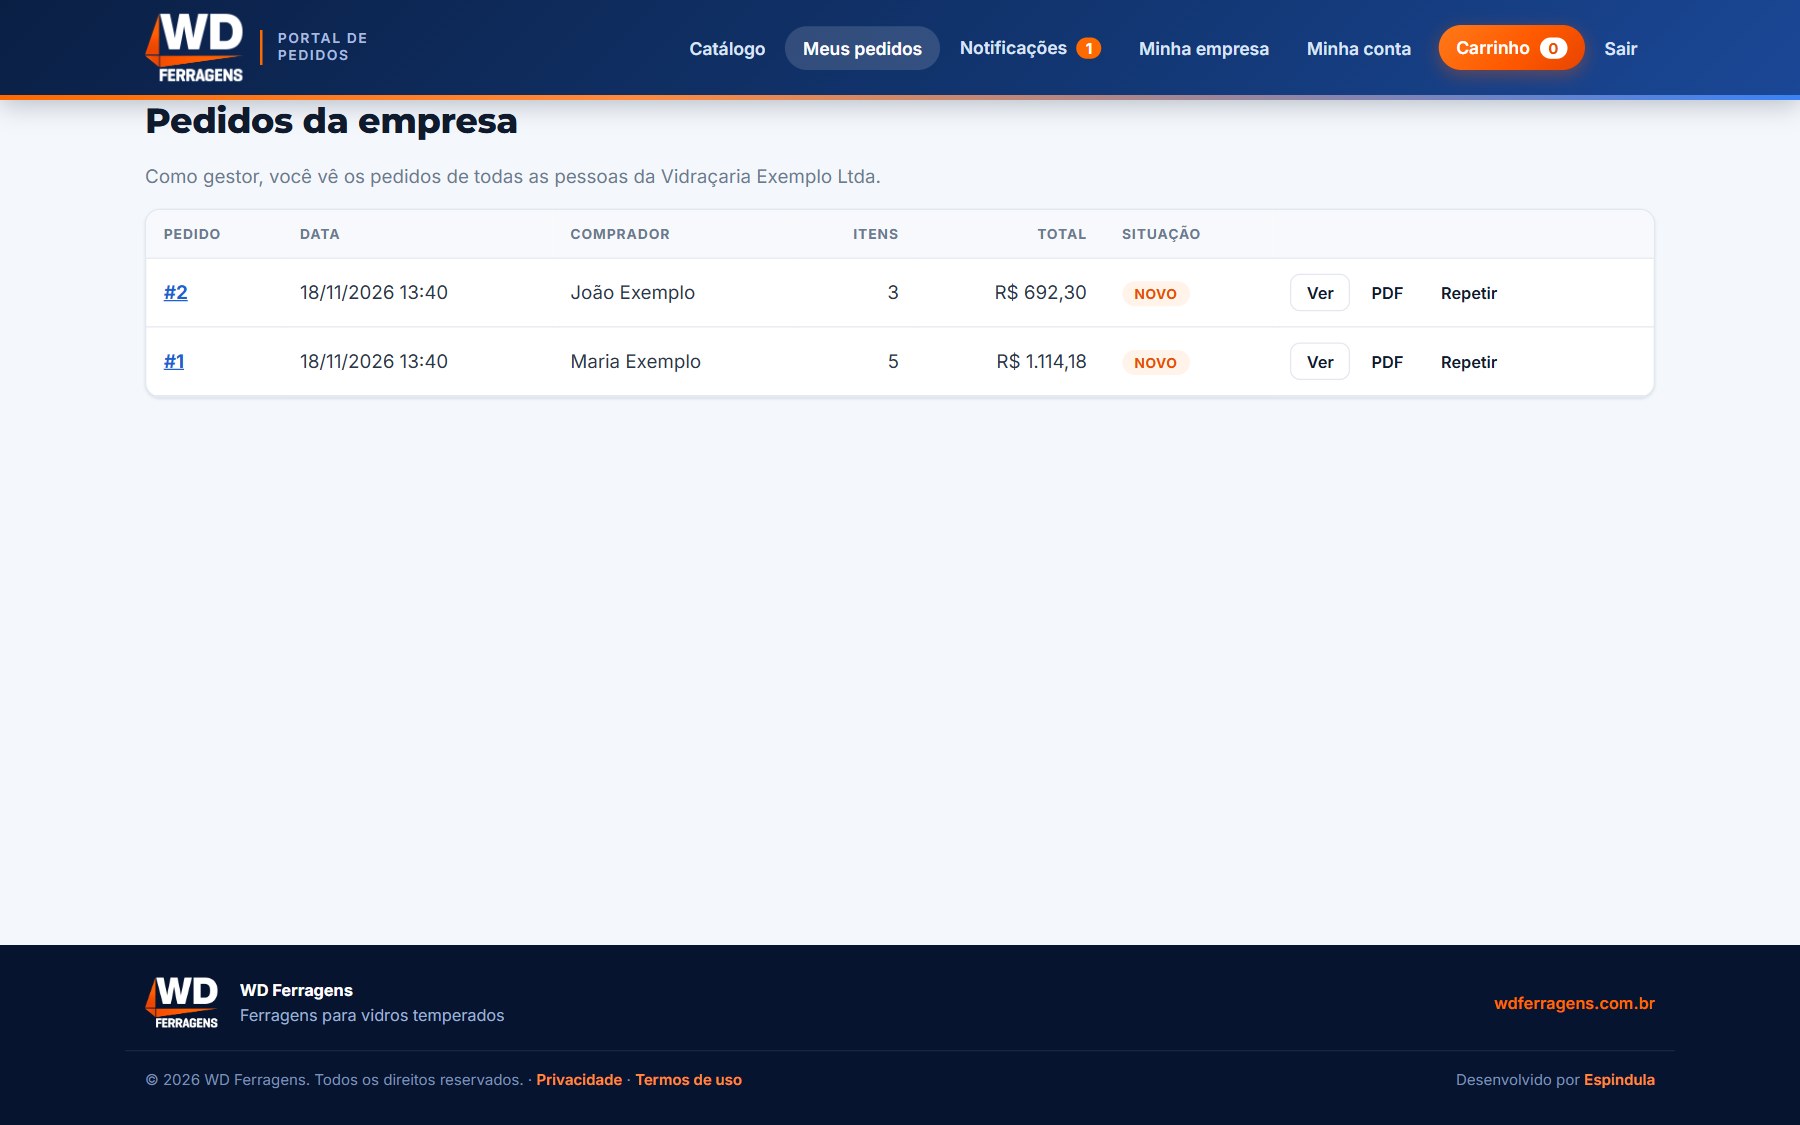 WD
FERRAGENS
PORTAL DE
PEDIDOS
Catálogo Meus pedidos Notificações 1 Minha empresa Minha conta Carrinho 0 Sair
Pedidos da empresa
Como gestor, você vê os pedidos de todas as pessoas da Vidraçaria Exemplo Ltda.
PEDIDO DATA COMPRADOR ITENS TOTAL SITUAÇÃO
#2 18/11/2026 13:40 João Exemplo 3 R$ 692,30 NOVO Ver PDF Repetir
#1 18/11/2026 13:40 Maria Exemplo 5 R$ 1.114,18 NOVO Ver PDF Repetir
WD
FERRAGENS
WD Ferragens
Ferragens para vidros temperados
wdferragens.com.br
© 2026 WD Ferragens. Todos os direitos reservados. · Privacidade · Termos de uso
Desenvolvido por Espindula